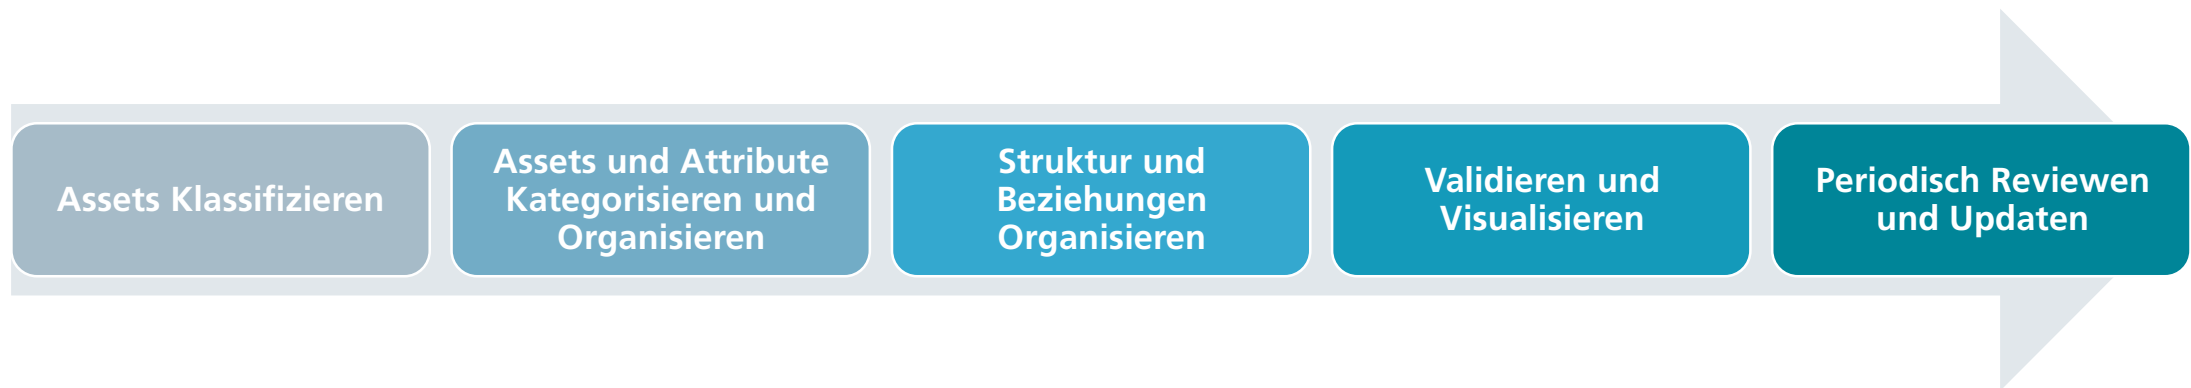 Assets Klassifizieren
Assets und Attribute
Kategorisieren und
Organisieren
Struktur und
Beziehungen
Organisieren
Validieren und
Visualisieren
Periodisch Reviewen
und Updaten